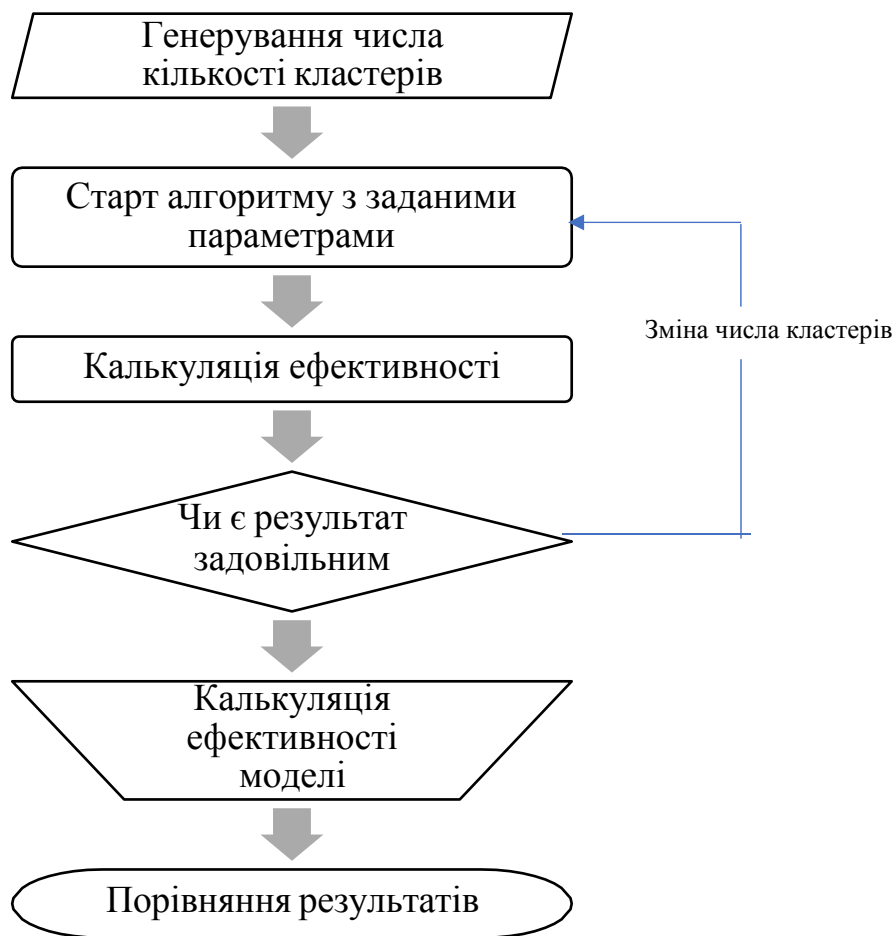 Генерування числа
кількості кластерів
Старт алгоритму з заданими
параметрами
Зміна числа кластерів
Калькуляція ефективності
Чи є результат
задовільним
Калькуляція
ефективності
моделі
Порівняння результатів